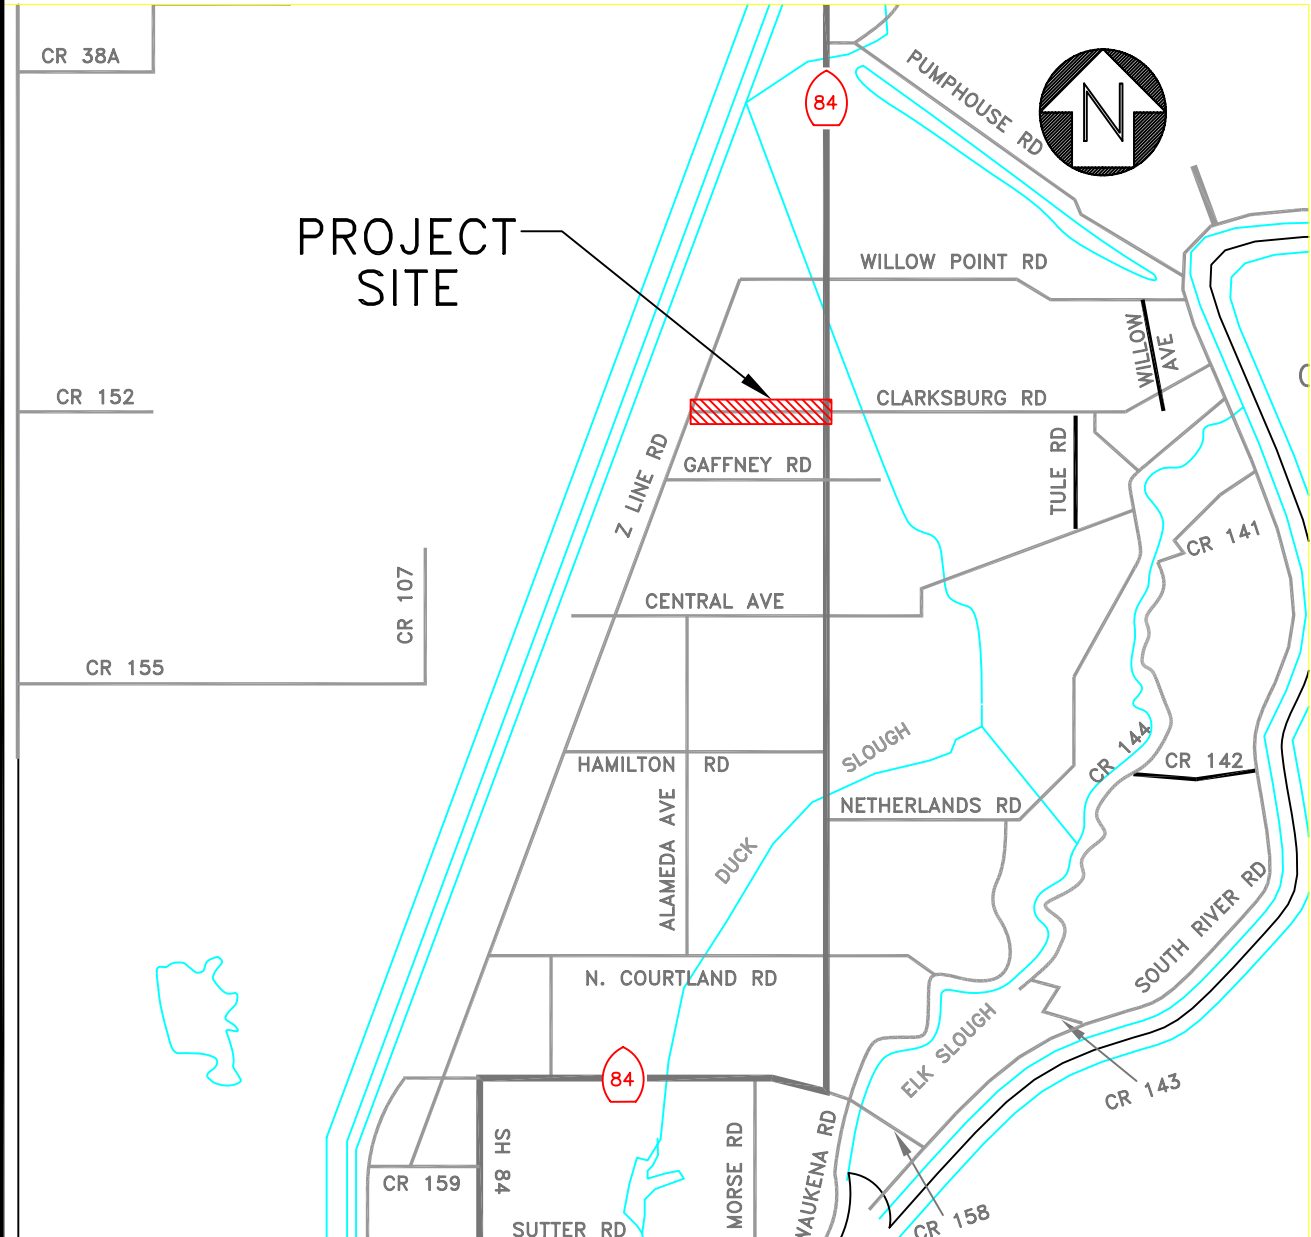 CR 38A
84
PUMPHOUSE RD
N
PROJECT
SITE
WILLOW POINT RD
WILLOW
AVE
CR 152
CLARKSBURG RD
Z LINE RD
GAFFNEY RD
TULE RD
CR 141
CR 107
CENTRAL AVE
CR 155
SLOUGH
CR 144
CR 142
HAMILTON RD
ALAMEDA AVE
NETHERLANDS RD
DUCK
SOUTH RIVER RD
N. COURTLAND RD
ELK SLOUGH
84
CR 143
SH 84
MORSE RD
WAUKENA RD
CR 159
CR 158
SUTTER RD